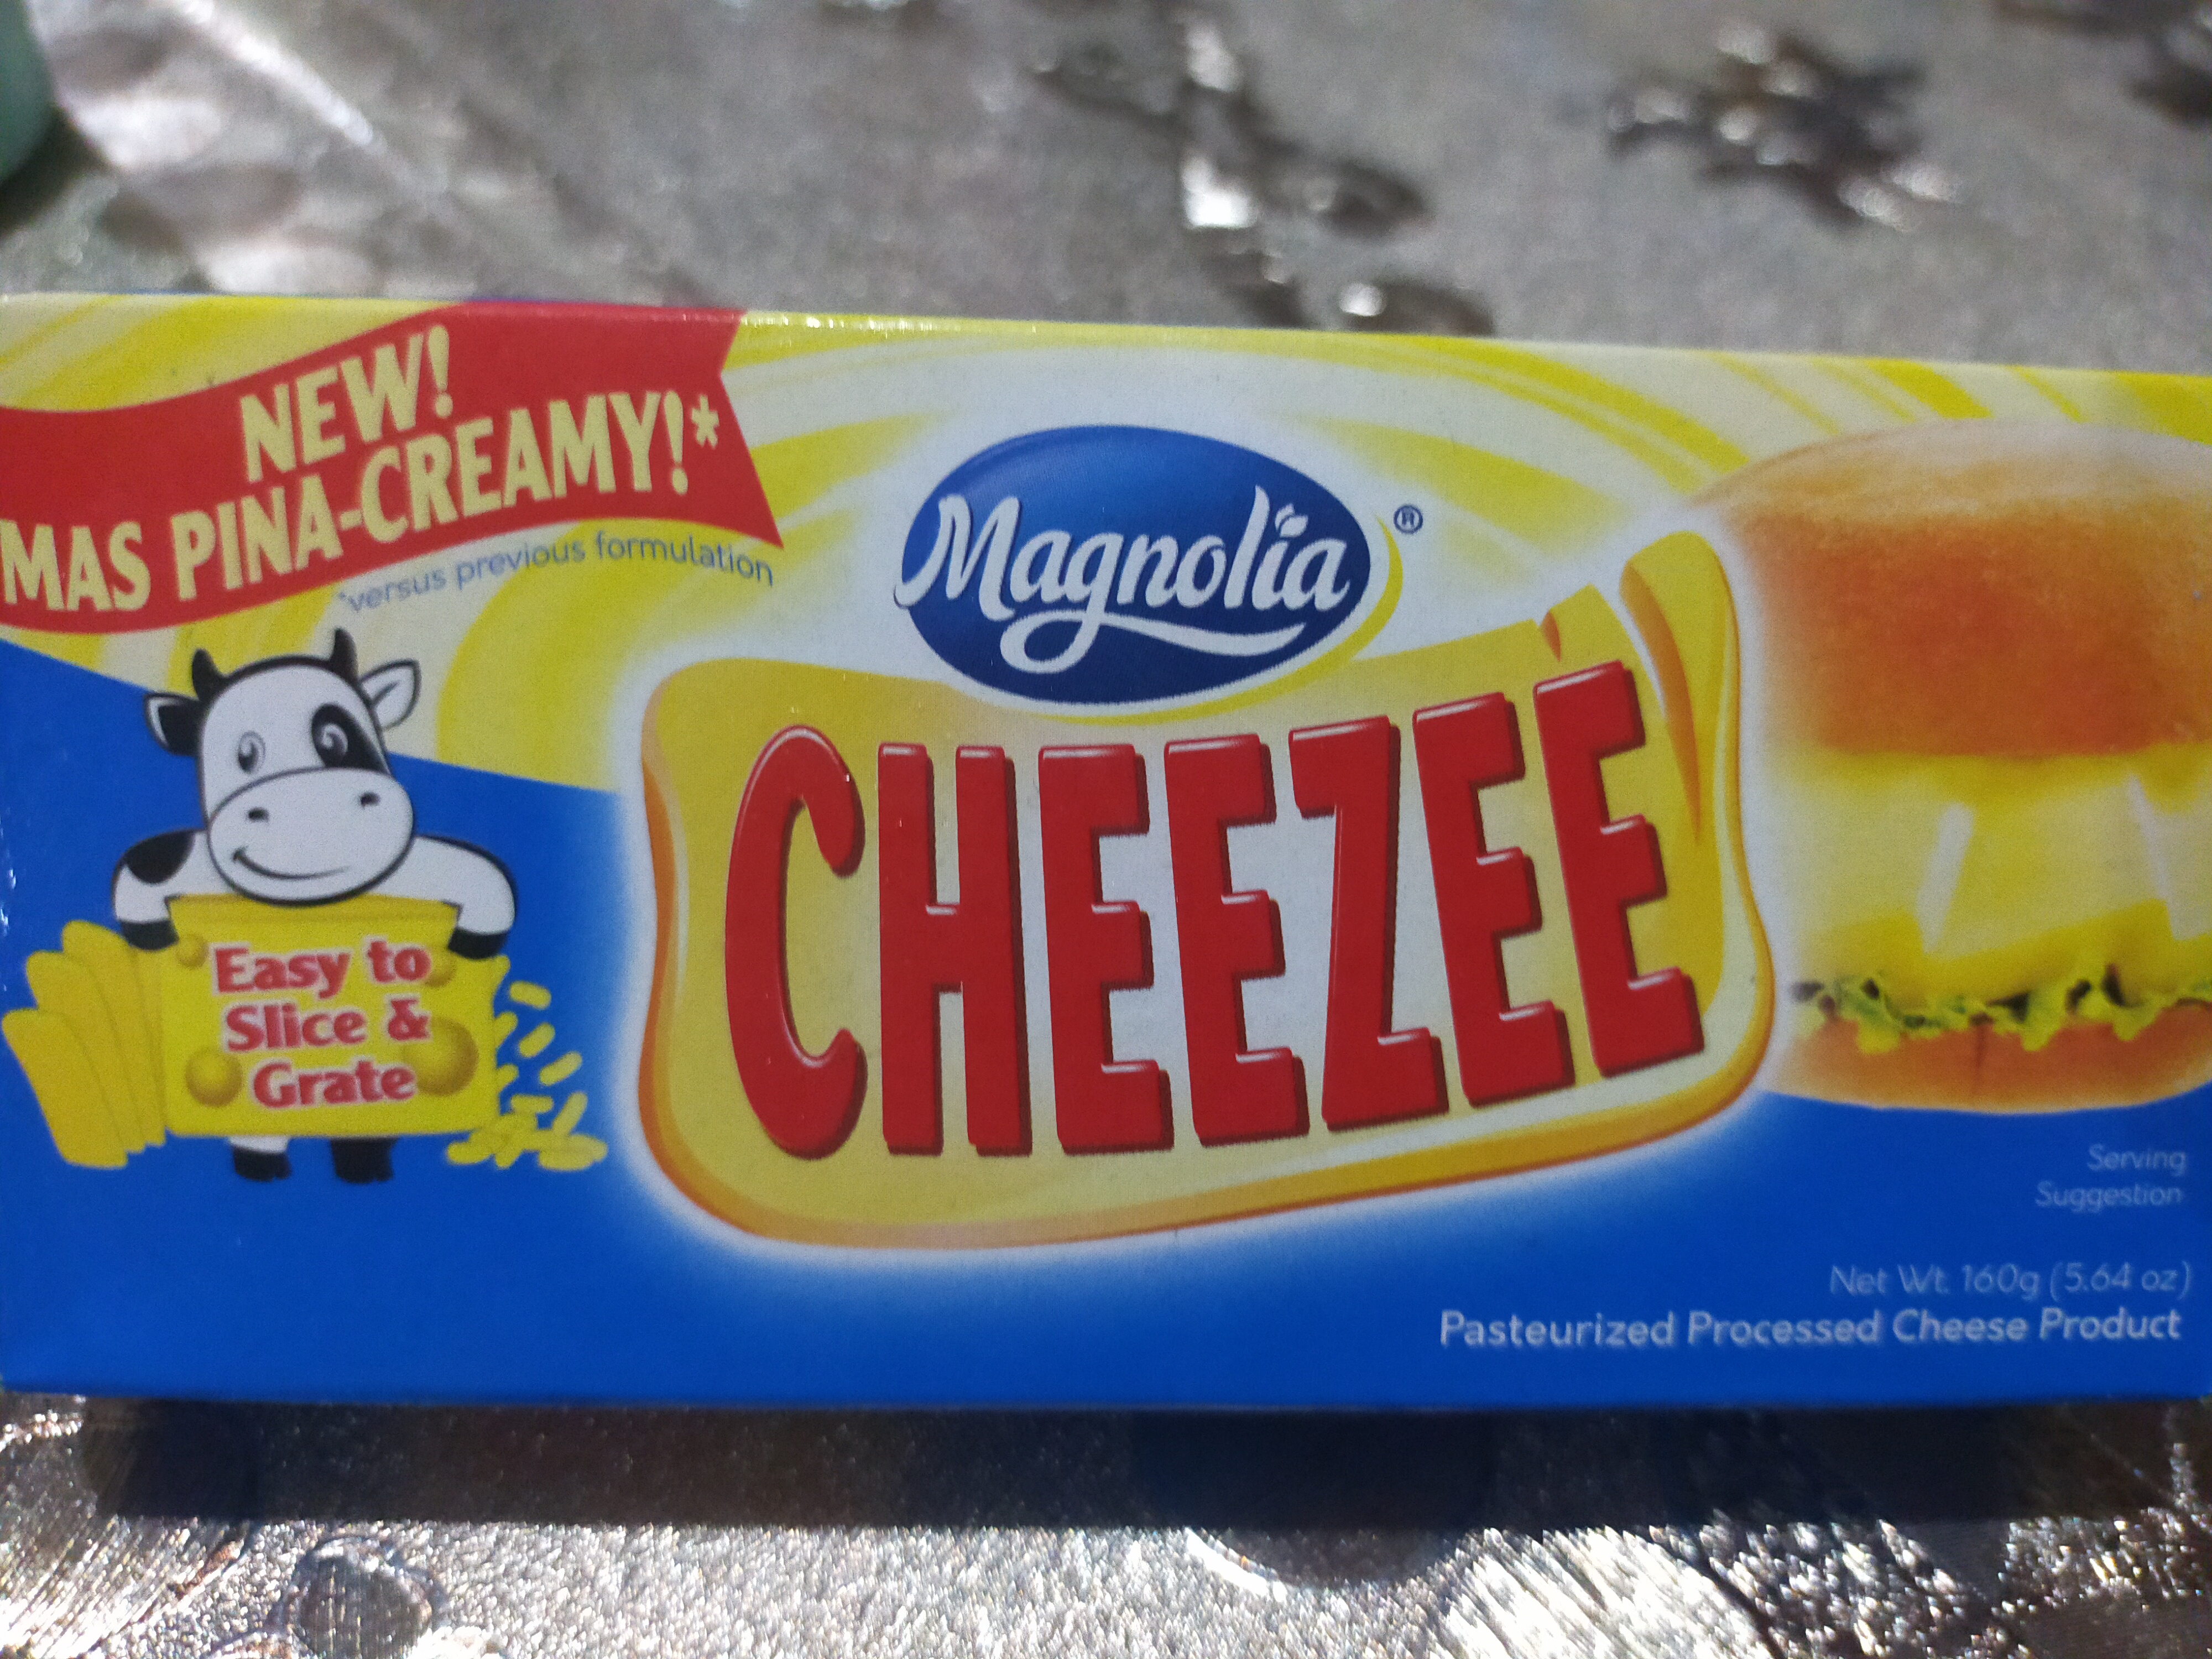 NEW!
MAS PINA-CREAMY!*
*versus previous formulation
Magnolia ®
CHEEZEE
Easy to
Slice &
Grate
Serving
Suggestion
Net Wt. 160g (5.64 oz)
Pasteurized Processed Cheese Product